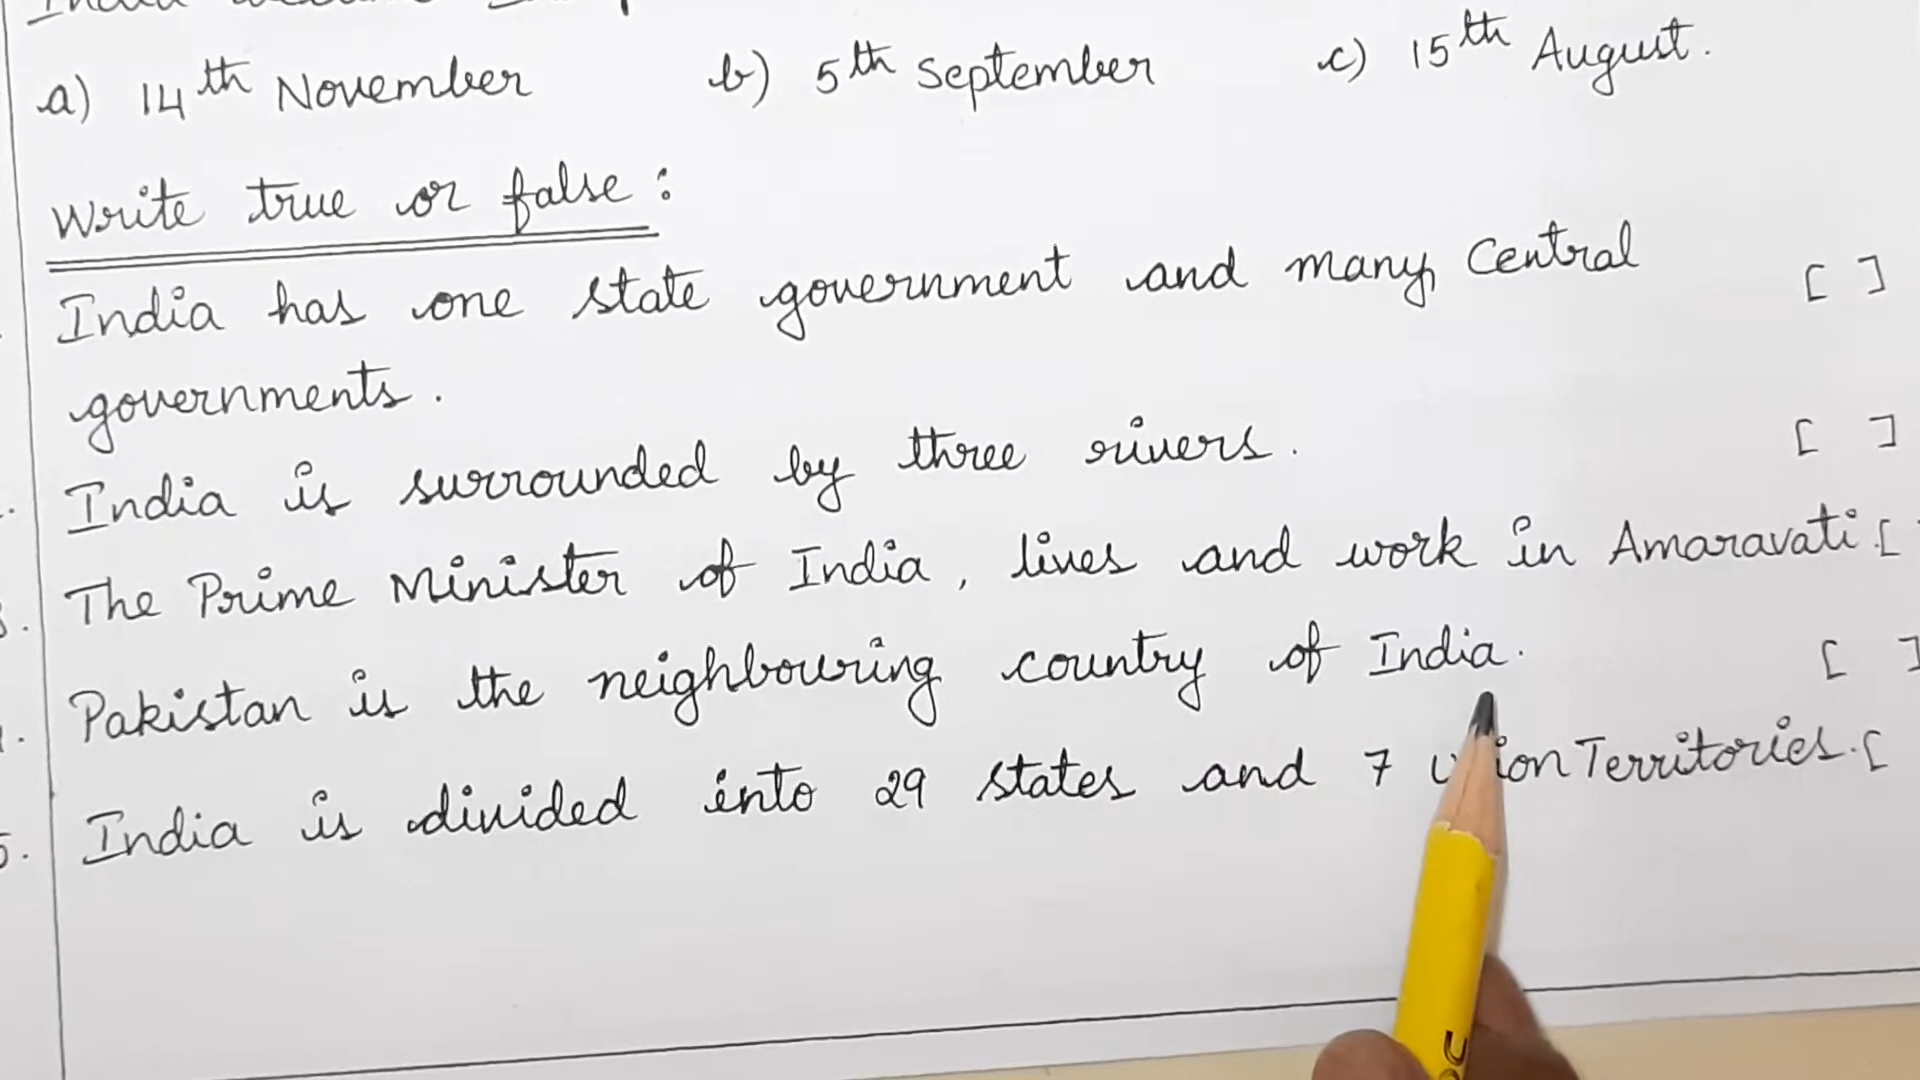 a) 14th November b) 5th September c) 15th August.
Write true or false :
India has one state government and many Central [ ]
governments.
India is surrounded by three rivers. [ ]
3. The Prime Minister of India, lives and work in Amaravati. [
4. Pakistan is the neighbouring country of India. [ ]
5. India is divided into 29 states and 7 union Territories. [